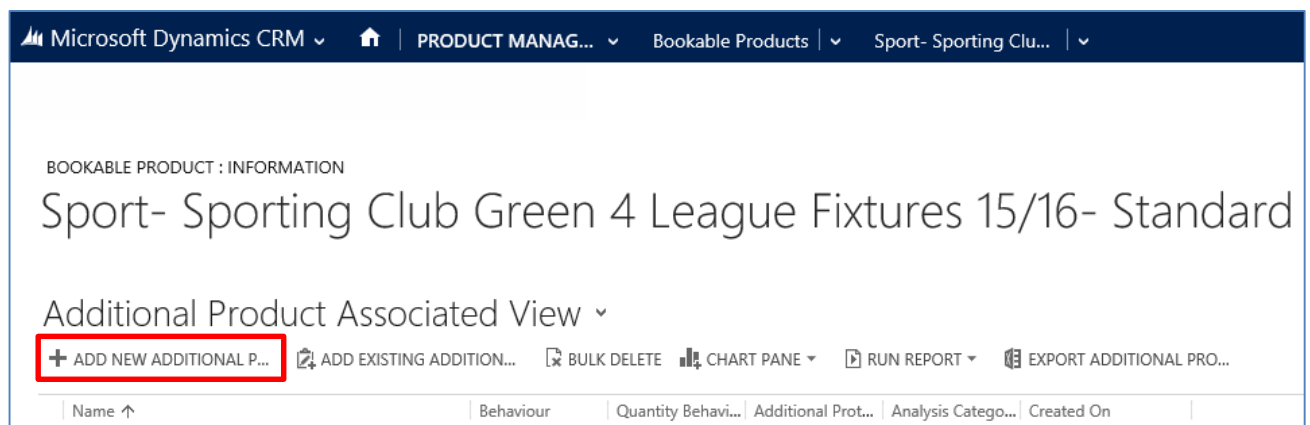 Microsoft Dynamics CRM PRODUCT MANAG... Bookable Products Sport- Sporting Clu...
BOOKABLE PRODUCT : INFORMATION
Sport- Sporting Club Green 4 League Fixtures 15/16- Standard
Additional Product Associated View
ADD NEW ADDITIONAL P... ADD EXISTING ADDITION... BULK DELETE CHART PANE RUN REPORT EXPORT ADDITIONAL PRO...
Name ↑ Behaviour Quantity Behavi... Additional Prot... Analysis Catego... Created On